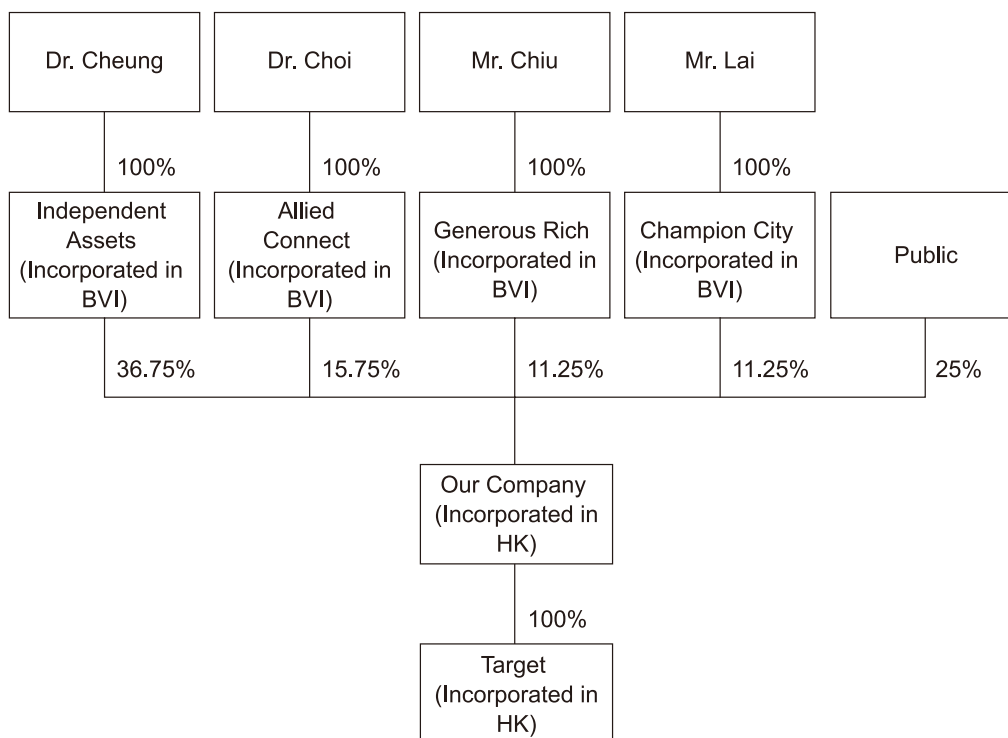 Dr. Cheung
Dr. Choi
Mr. Chiu
Mr. Lai
100%
100%
100%
100%
Independent
Assets
(Incorporated in
BVI)
Allied
Connect
(Incorporated in
BVI)
Generous Rich
(Incorporated in
BVI)
Champion City
(Incorporated in
BVI)
Public
36.75%
15.75%
11.25%
11.25%
25%
Our Company
(Incorporated in
HK)
100%
Target
(Incorporated in
HK)